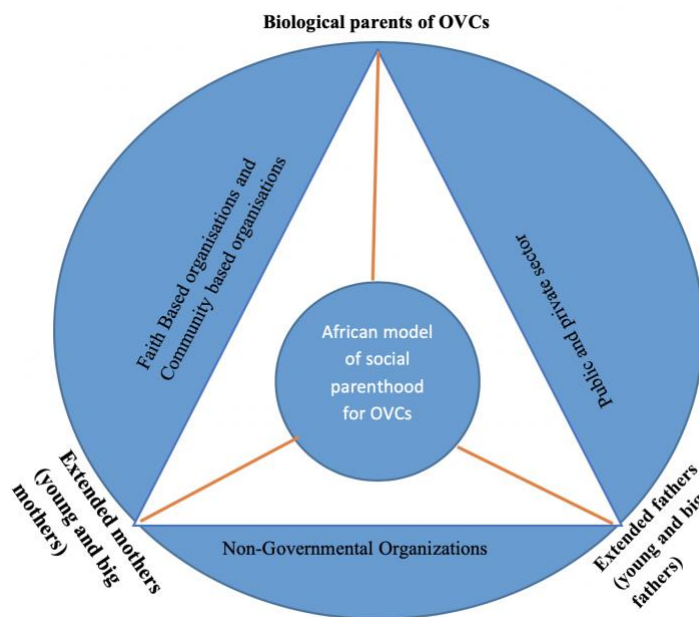 Biological parents of OVCs
Faith Based organisations and
Community based organisations
Public and private sector
African model
of social
parenthood
for OVCs
Extended mothers
(young and big
mothers)
Non-Governmental Organizations
Extended fathers
(young and big
fathers)